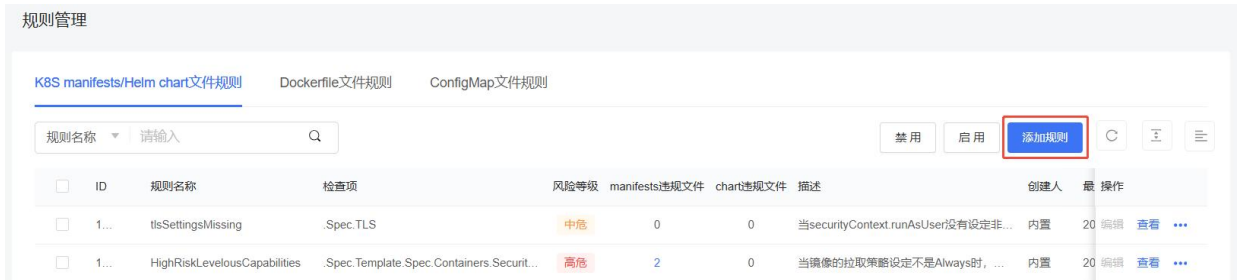 规则管理
K8S manifests/Helm chart文件规则 Dockerfile文件规则 ConfigMap文件规则
规则名称 请输入 禁用 启用 添加规则
ID 规则名称 检查项 风险等级 manifests违规文件 chart违规文件 描述 创建人 最 操作
1... tlsSettingsMissing .Spec.TLS 中危 0 0 当securityContext.runAsUser没有设定非... 内置 20 编辑 查看 •••
1... HighRiskLevelousCapabilities .Spec.Template.Spec.Containers.Securit... 高危 2 0 当镜像的拉取策略设定不是Always时，... 内置 20 编辑 查看 •••